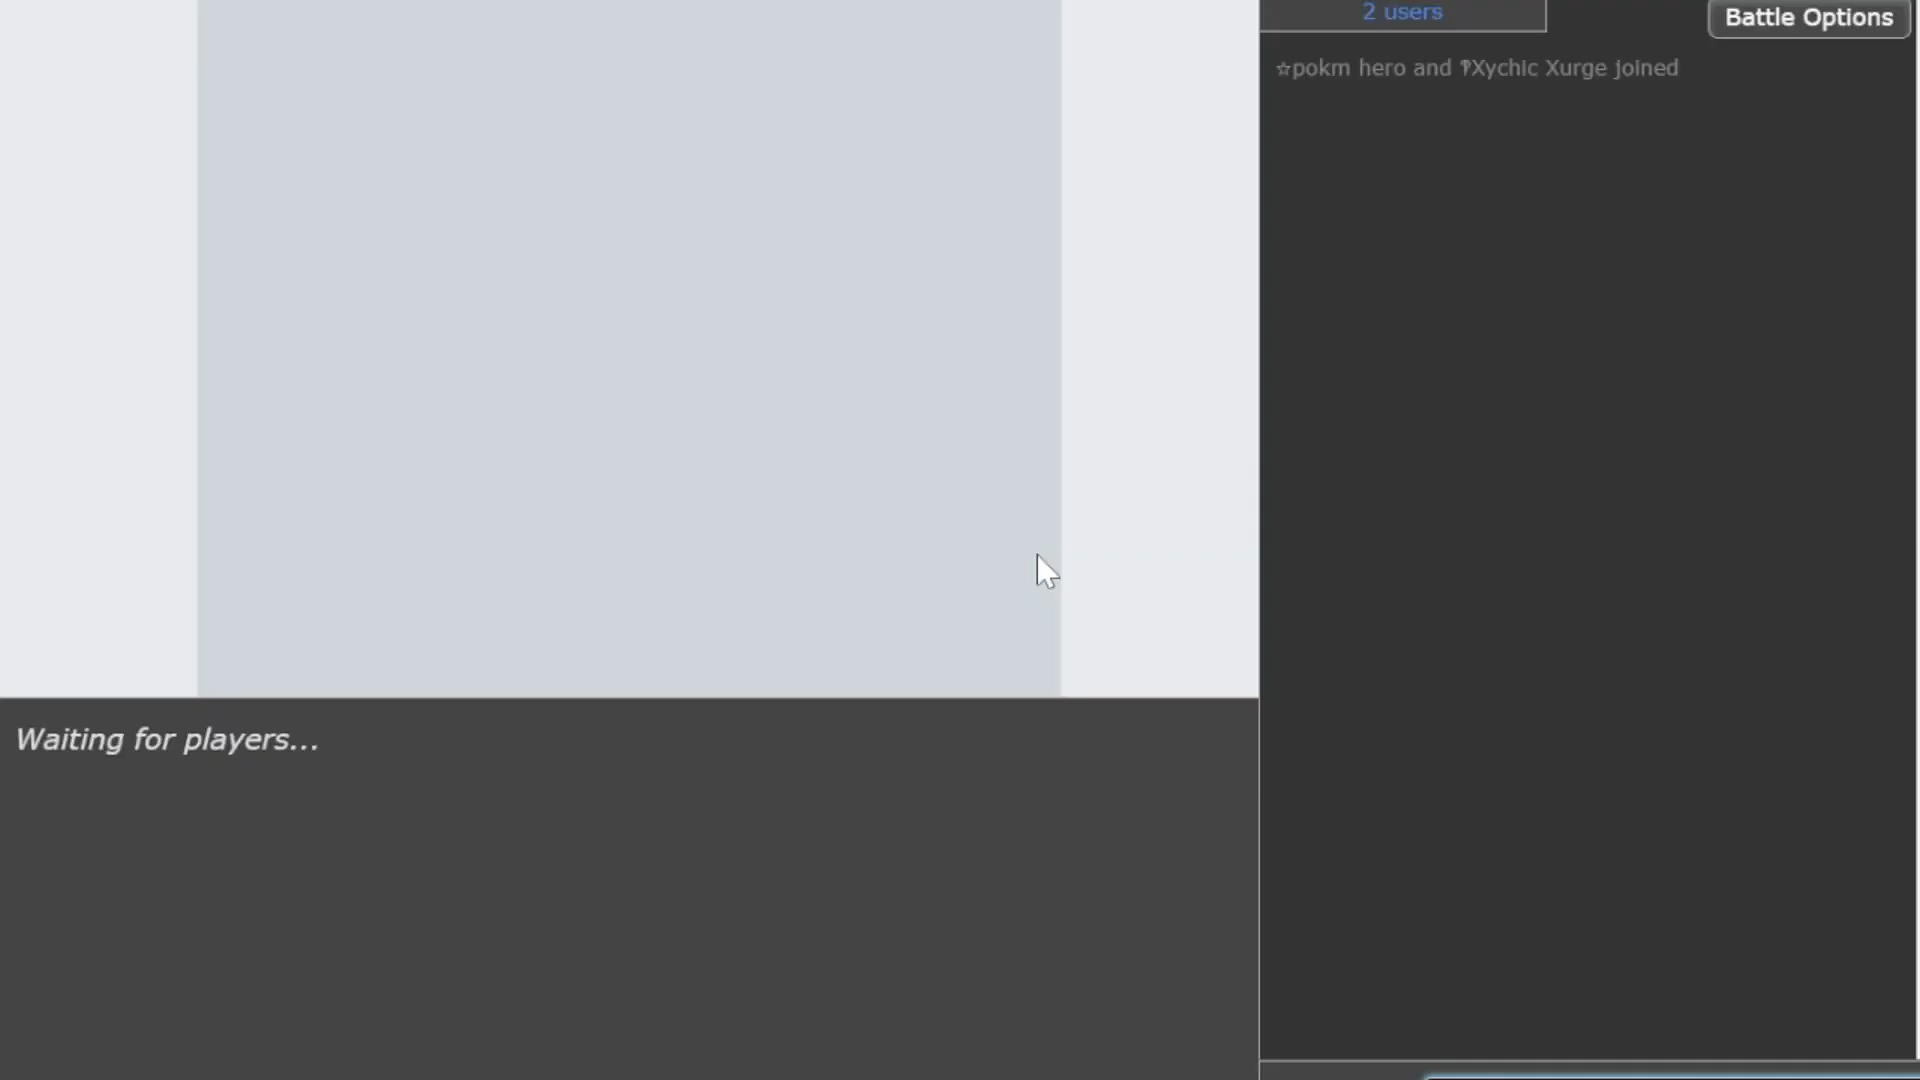 2 users
Battle Options
☆pokm hero and ‽Xychic Xurge joined
Waiting for players...